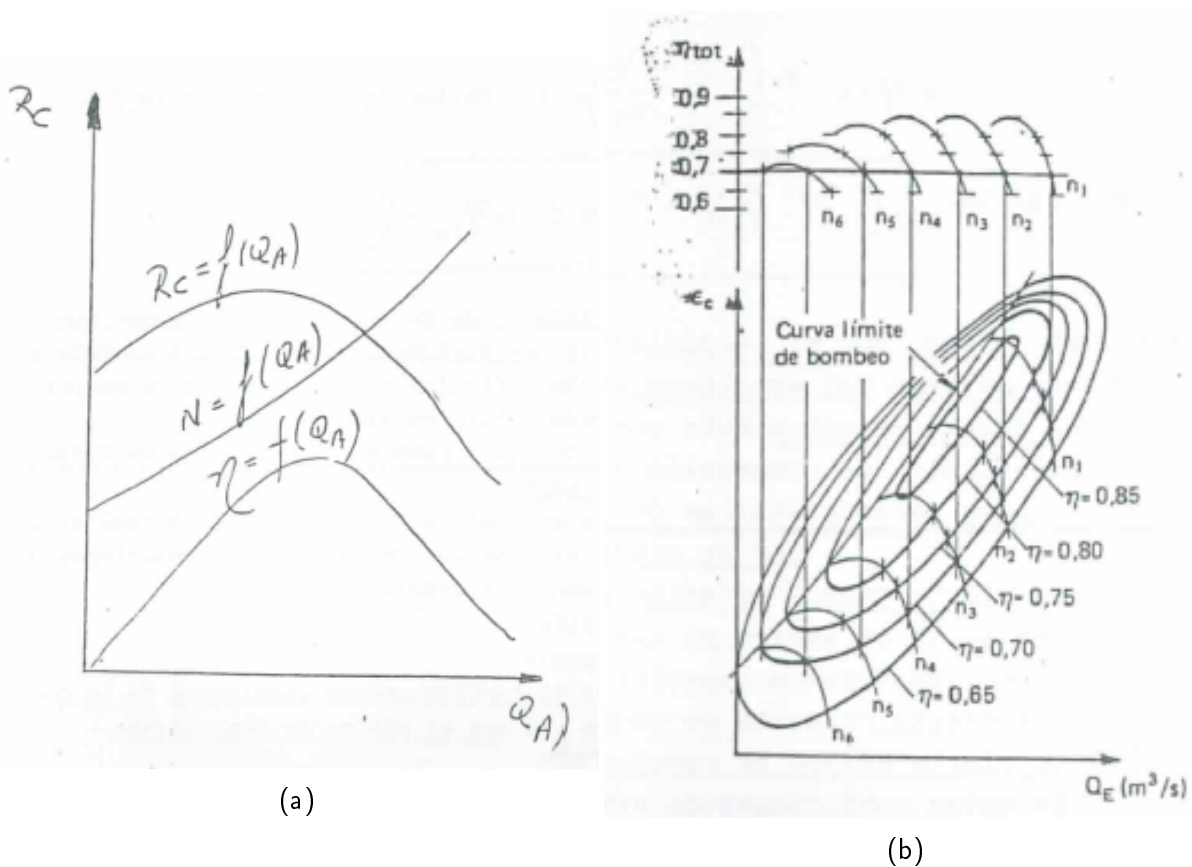 Rc
Rc = f(QA)
N = f(QA)
η = f(QA)
QA)
(a)
ηtot.
0,9
0,8
0,7
0,6
n6 n5 n4 n3 n2 n1
εc
Curva límite
de bombeo
n1
η= 0,85
n2 η= 0,80
n3 η= 0,75
n4 η= 0,70
n5 η= 0,65
n6
QE (m³/s)
(b)